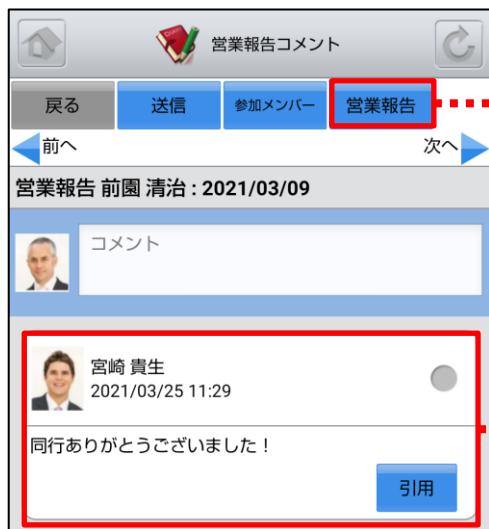 営業報告コメント
戻る 送信 参加メンバー 営業報告
前へ 次へ
営業報告 前園 清治 : 2021/03/09
コメント
宮崎 貴生
2021/03/25 11:29
同行ありがとうございました！
引用